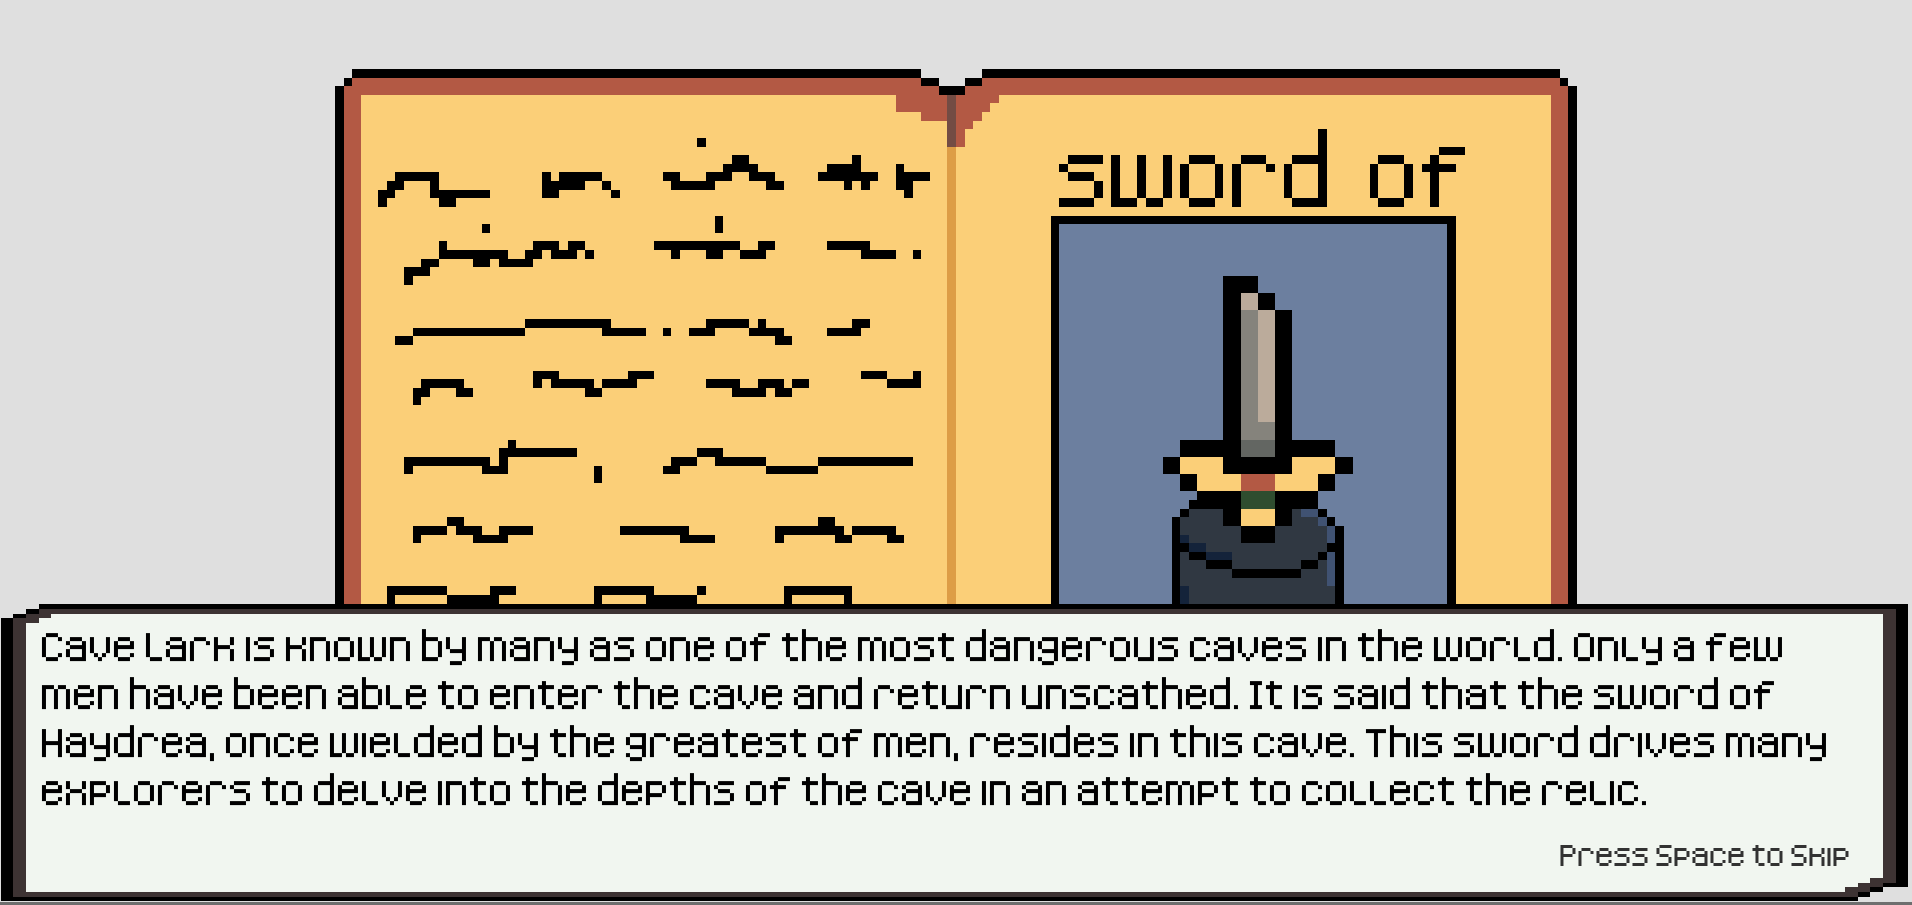 sword of
Cave Lark is known by many as one of the most dangerous caves in the world. Only a few
men have been able to enter the cave and return unscathed. It is said that the sword of
Haydrea, once wielded by the greatest of men, resides in this cave. This sword drives many
explorers to delve into the depths of the cave in an attempt to collect the relic.
Press Space to Skip